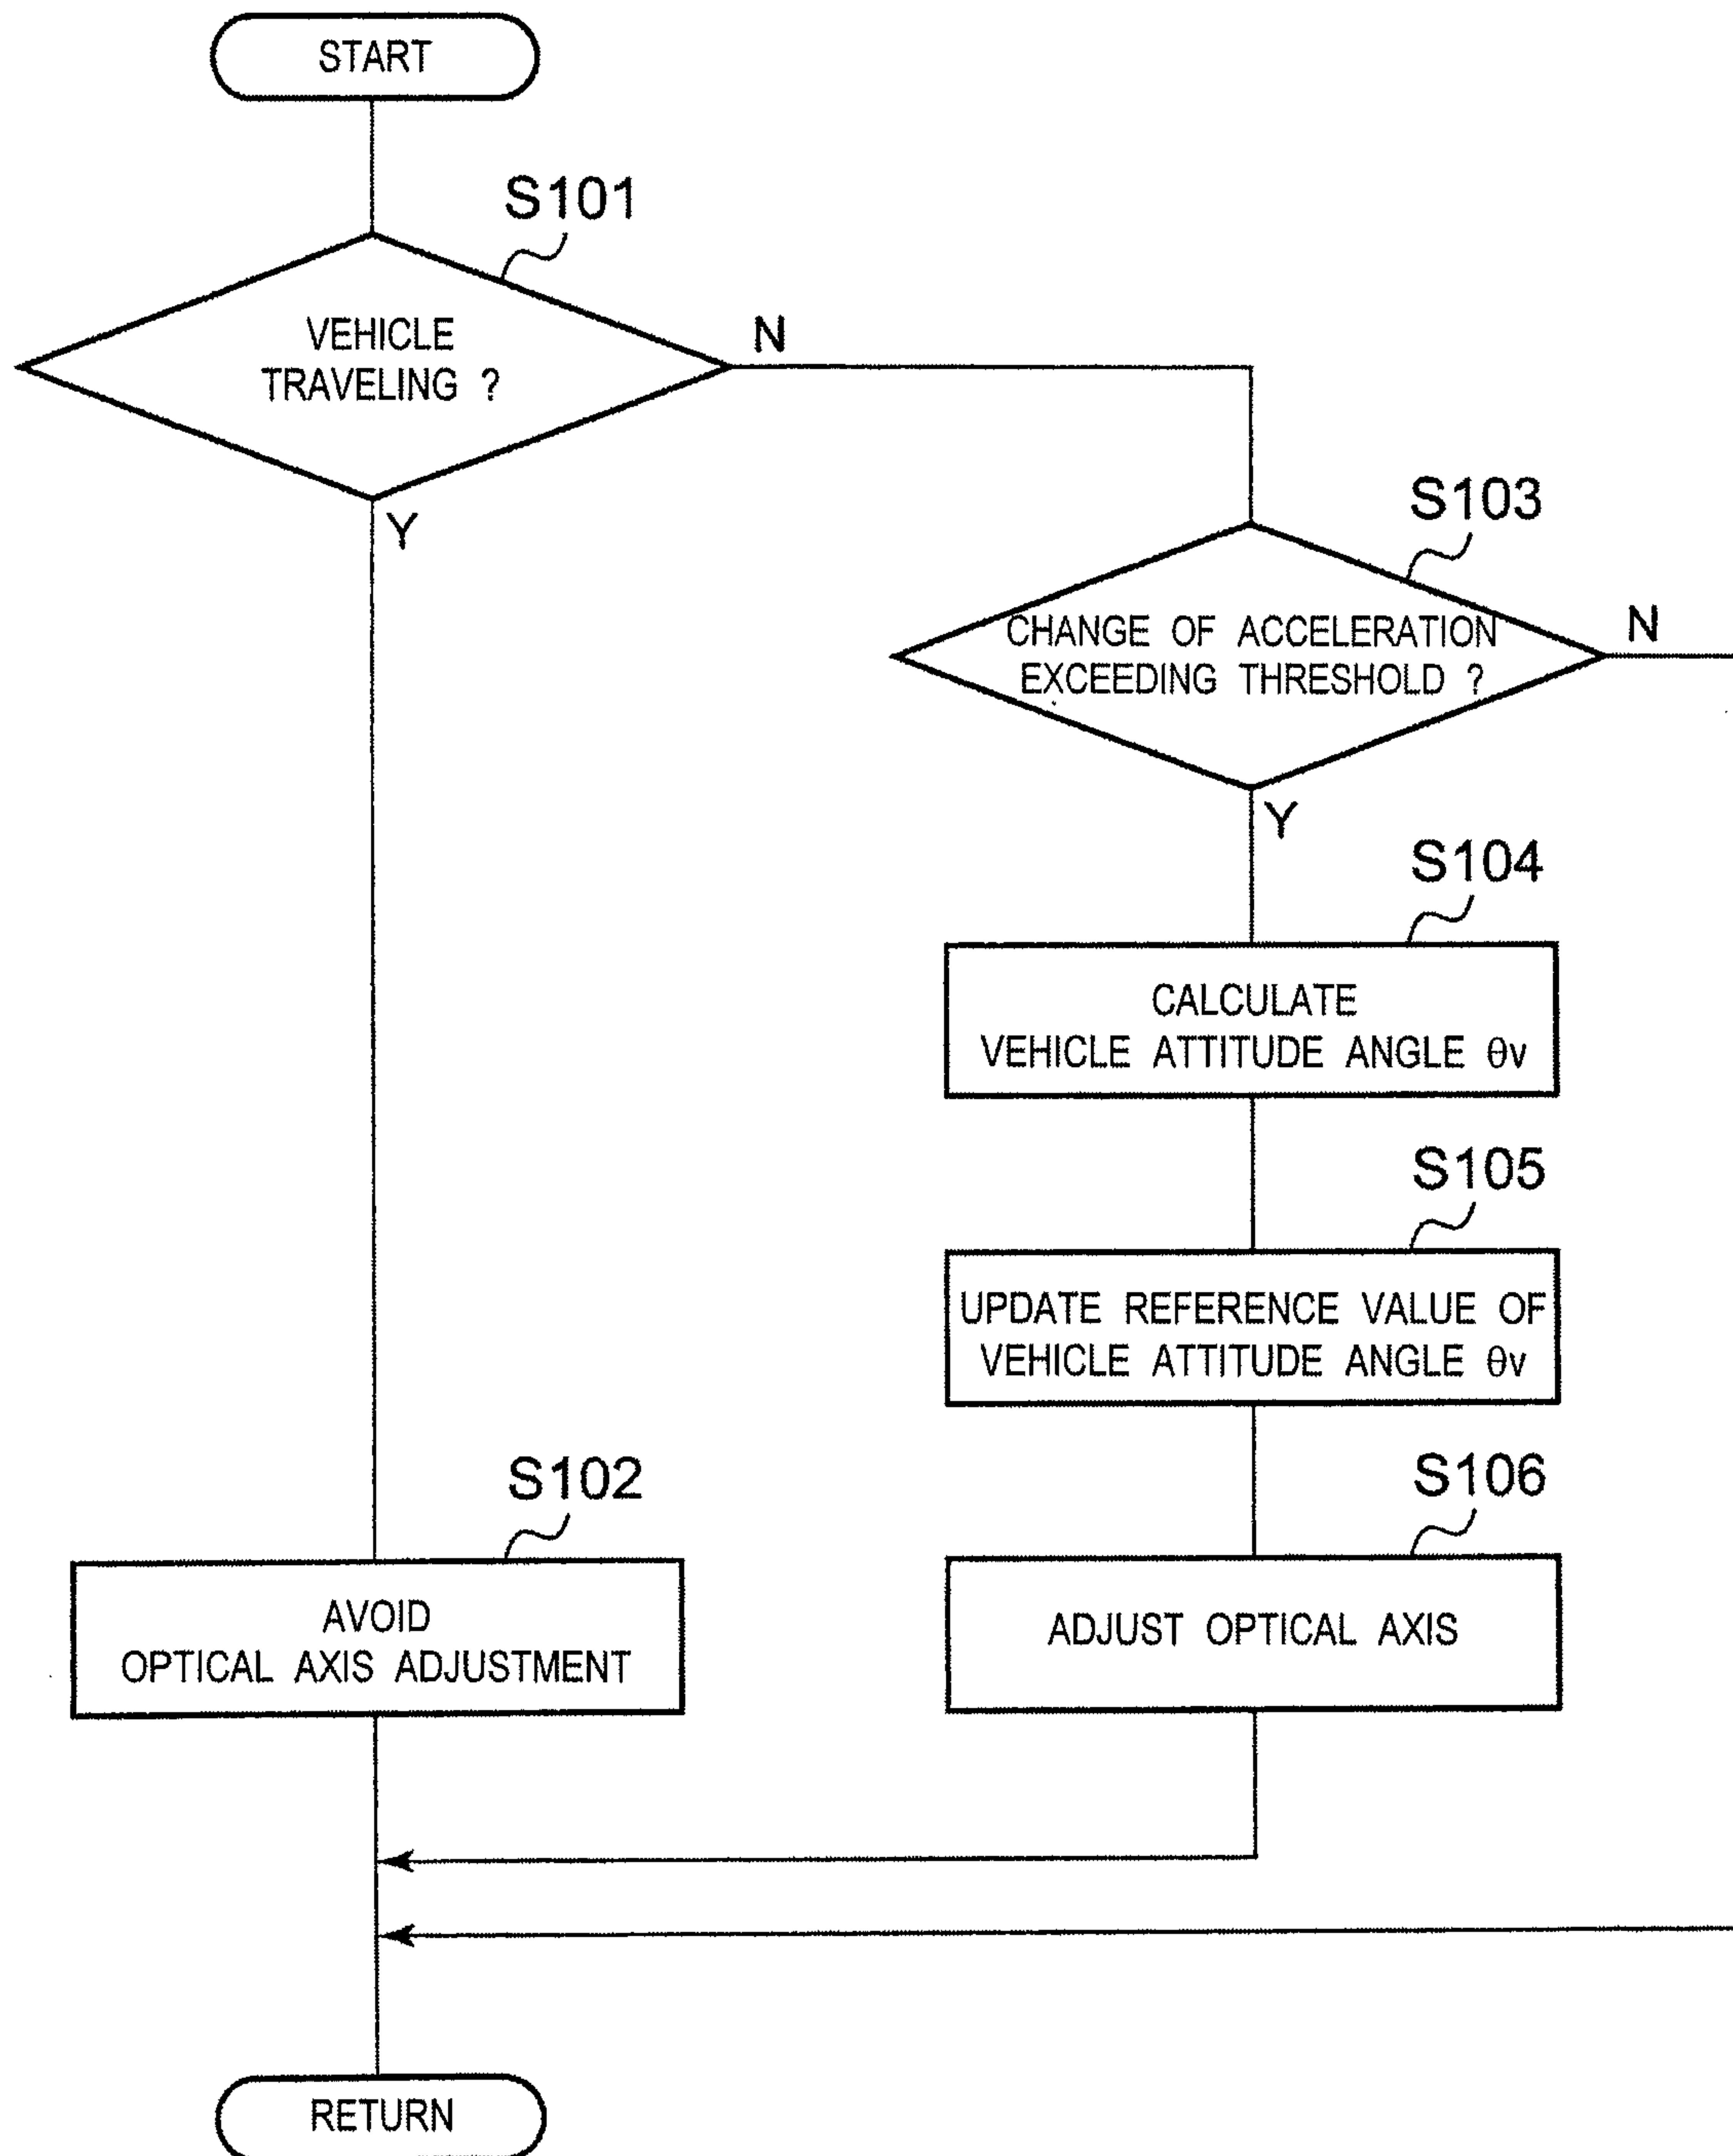 START
S101
VEHICLE
TRAVELING ?
N
Y
S103
CHANGE OF ACCELERATION
EXCEEDING THRESHOLD ?
N
Y
S104
CALCULATE
VEHICLE ATTITUDE ANGLE θv
S105
UPDATE REFERENCE VALUE OF
VEHICLE ATTITUDE ANGLE θv
S102
AVOID
OPTICAL AXIS ADJUSTMENT
S106
ADJUST OPTICAL AXIS
RETURN